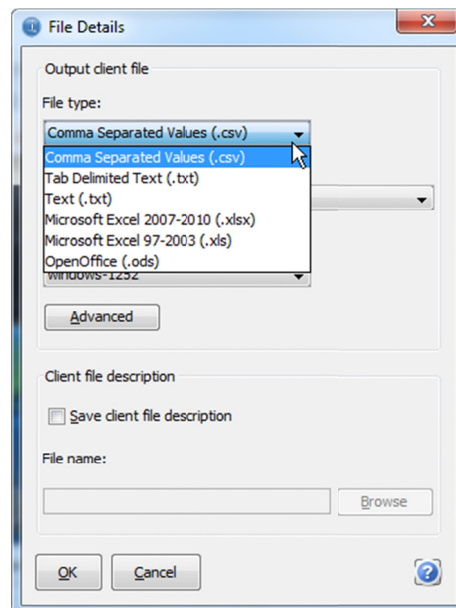 File Details
Output client file
File type:
Comma Separated Values (.csv)
Comma Separated Values (.csv)
Tab Delimited Text (.txt)
Text (.txt)
Microsoft Excel 2007-2010 (.xlsx)
Microsoft Excel 97-2003 (.xls)
OpenOffice (.ods)
windows-1252
Advanced
Client file description
Save client file description
File name:
Browse
OK
Cancel